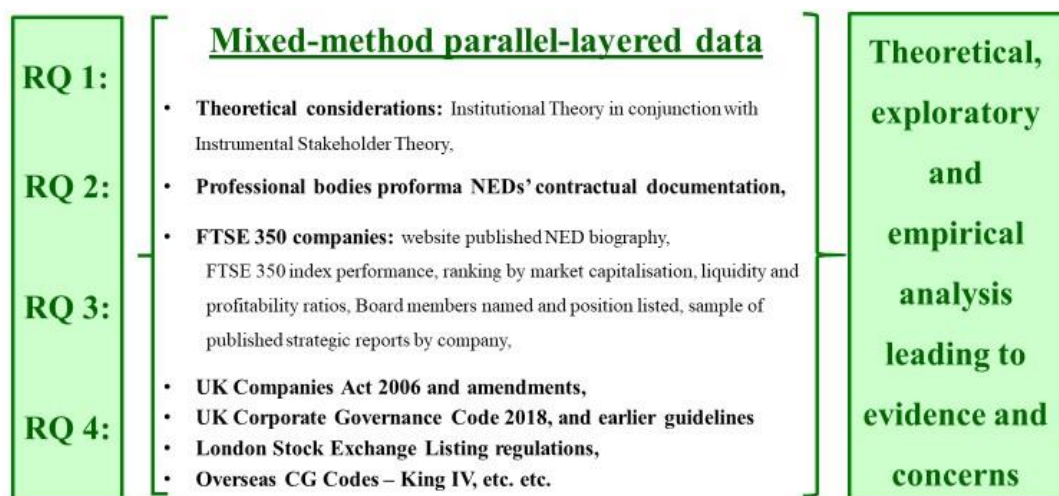 RQ 1:
RQ 2:
RQ 3:
RQ 4:
Mixed-method parallel-layered data
• Theoretical considerations: Institutional Theory in conjunction with
Instrumental Stakeholder Theory,
• Professional bodies proforma NEDs' contractual documentation,
• FTSE 350 companies: website published NED biography,
FTSE 350 index performance, ranking by market capitalisation, liquidity and
profitability ratios, Board members named and position listed, sample of
published strategic reports by company,
• UK Companies Act 2006 and amendments,
• UK Corporate Governance Code 2018, and earlier guidelines
• London Stock Exchange Listing regulations,
• Overseas CG Codes – King IV, etc. etc.
Theoretical,
exploratory
and
empirical
analysis
leading to
evidence and
concerns